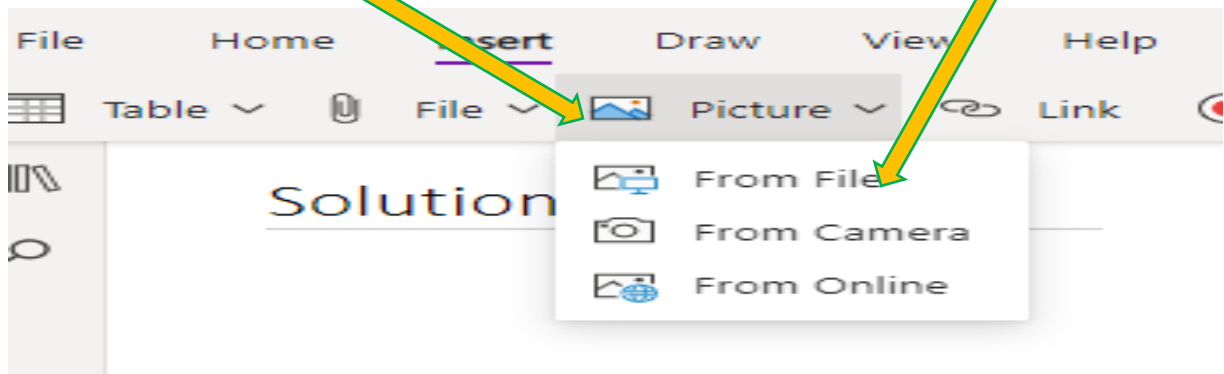 File Home Insert Draw View Help
Table File Picture Link
Solution
From File
From Camera
From Online